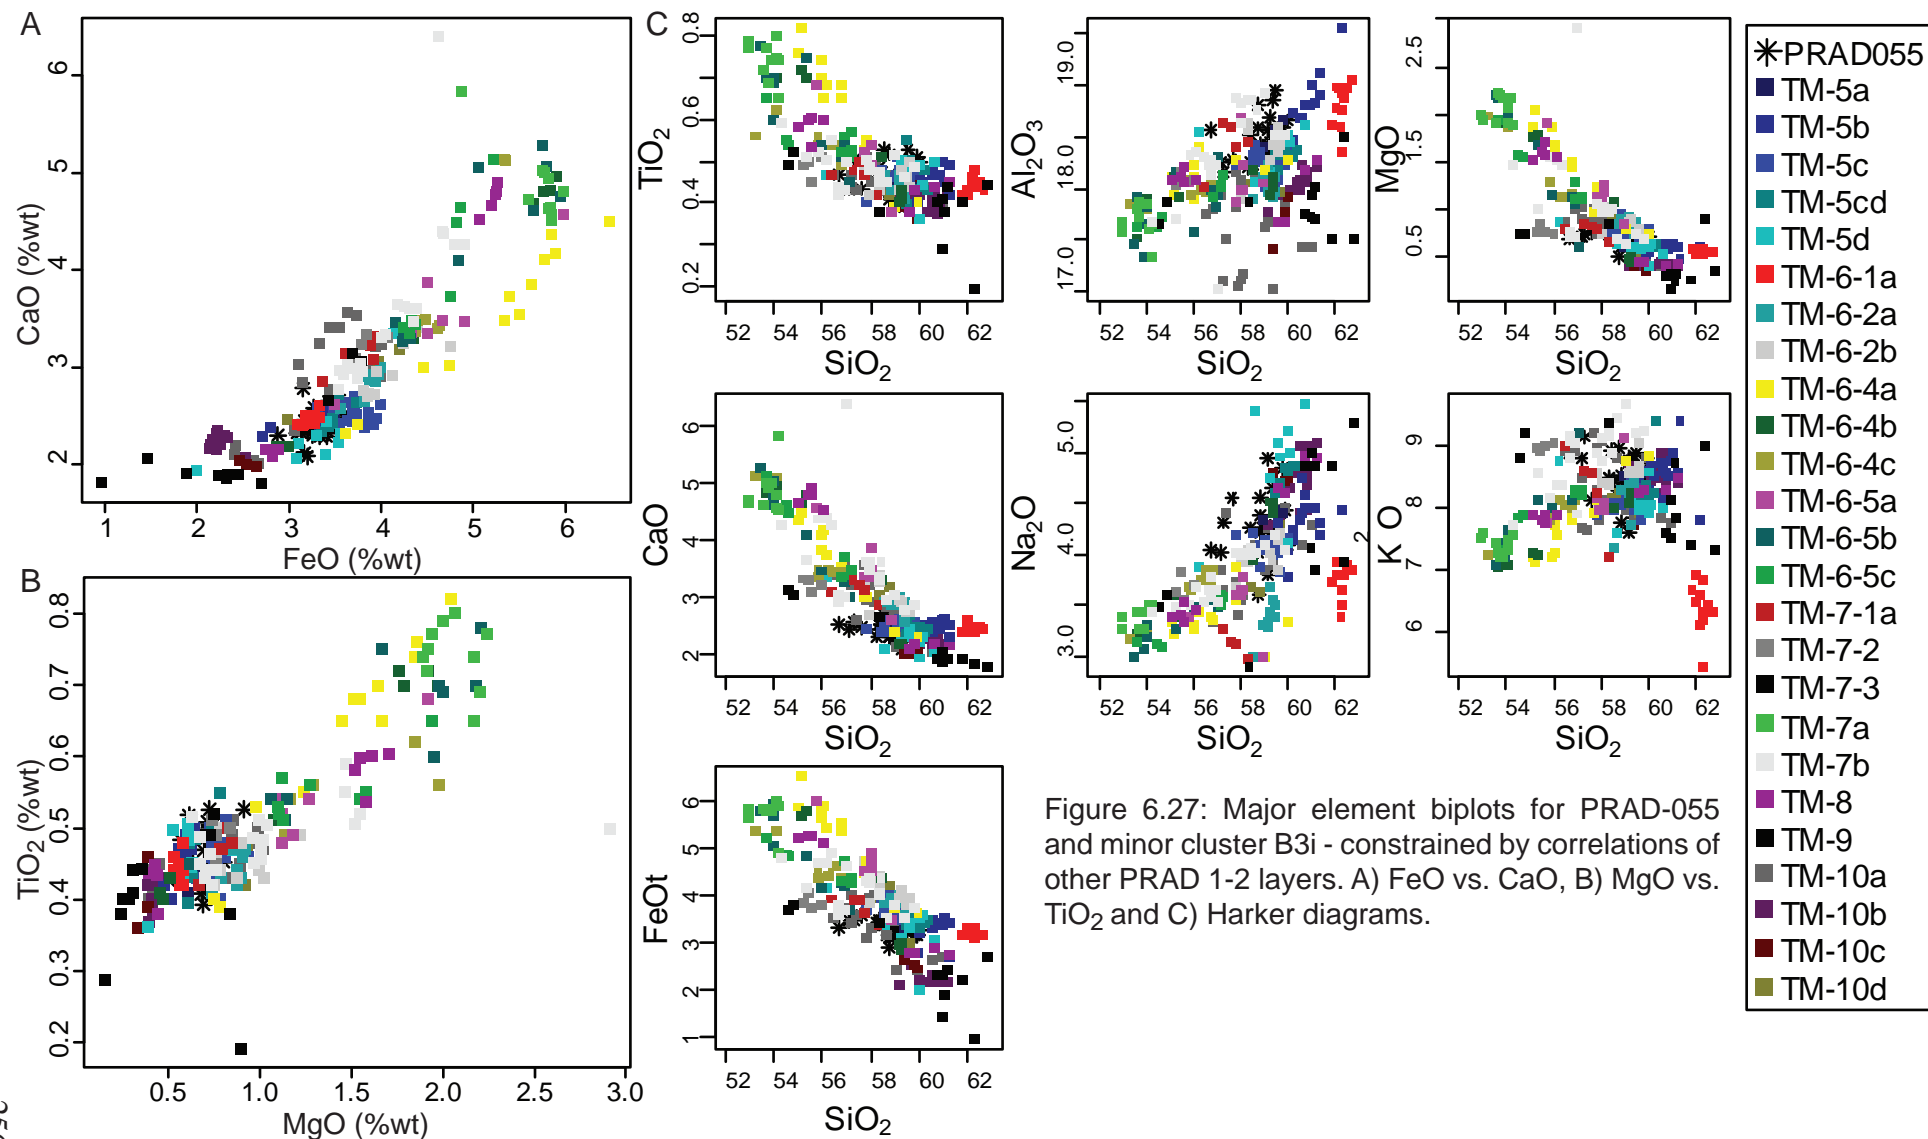 A
CaO (%wt)
6
5
4
3
2
1 2 3 4 5 6
FeO (%wt)
B
TiO₂ (%wt)
0.8
0.7
0.6
0.5
0.4
0.3
0.2
0.5 1.0 1.5 2.0 2.5 3.0
MgO (%wt)
C
TiO₂
0.8
0.6
0.4
0.2
52 54 56 58 60 62
SiO₂
Al₂O₃
19.0
18.0
17.0
52 54 56 58 60 62
SiO₂
MgO
2.5
1.5
0.5
52 54 56 58 60 62
SiO₂
CaO
6
5
4
3
2
52 54 56 58 60 62
SiO₂
Na₂O
5.0
4.0
3.0
52 54 56 58 60 62
SiO₂
K O
2
9
8
7
6
52 54 56 58 60 62
SiO₂
FeOt
6
5
4
3
2
1
52 54 56 58 60 62
SiO₂
PRAD055
TM-5a
TM-5b
TM-5c
TM-5cd
TM-5d
TM-6-1a
TM-6-2a
TM-6-2b
TM-6-4a
TM-6-4b
TM-6-4c
TM-6-5a
TM-6-5b
TM-6-5c
TM-7-1a
TM-7-2
TM-7-3
TM-7a
TM-7b
TM-8
TM-9
TM-10a
TM-10b
TM-10c
TM-10d
Figure 6.27: Major element biplots for PRAD-055
and minor cluster B3i - constrained by correlations of
other PRAD 1-2 layers. A) FeO vs. CaO, B) MgO vs.
TiO₂ and C) Harker diagrams.